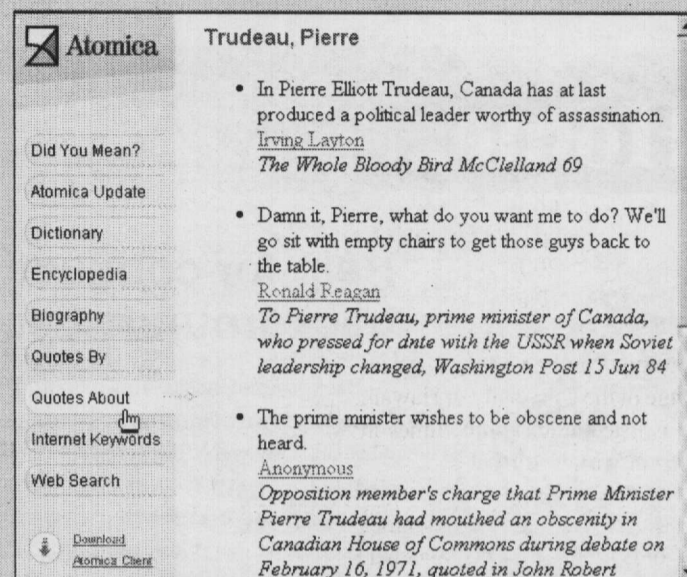 Atomica
Did You Mean?
Atomica Update
Dictionary
Encyclopedia
Biography
Quotes By
Quotes About
Internet Keywords
Web Search
Download
Atomica Client
Trudeau, Pierre
• In Pierre Elliott Trudeau, Canada has at last
produced a political leader worthy of assassination.
Irving Layton
The Whole Bloody Bird McClelland 69
• Damn it, Pierre, what do you want me to do? We'll
go sit with empty chairs to get those guys back to
the table.
Ronald Reagan
To Pierre Trudeau, prime minister of Canada,
who pressed for dnte with the USSR when Soviet
leadership changed, Washington Post 15 Jun 84
• The prime minister wishes to be obscene and not
heard.
Anonymous
Opposition member's charge that Prime Minister
Pierre Trudeau had mouthed an obscenity in
Canadian House of Commons during debate on
February 16, 1971, quoted in John Robert